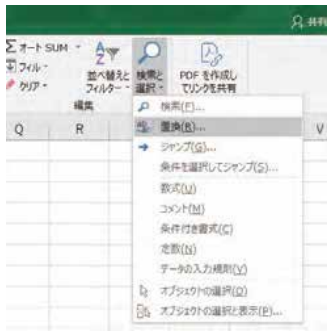 共有
Σ オート SUM
フィル
クリア
並べ替えと
フィルター
検索と
選択
PDF を作成し
てリンクを共有
編集
検索(F)...
置換(R)...
ジャンプ(G)...
条件を選択してジャンプ(S)...
数式(U)
コメント(M)
条件付き書式(C)
定数(N)
データの入力規則(V)
オブジェクトの選択(O)
オブジェクトの選択と表示(P)...
Q R V